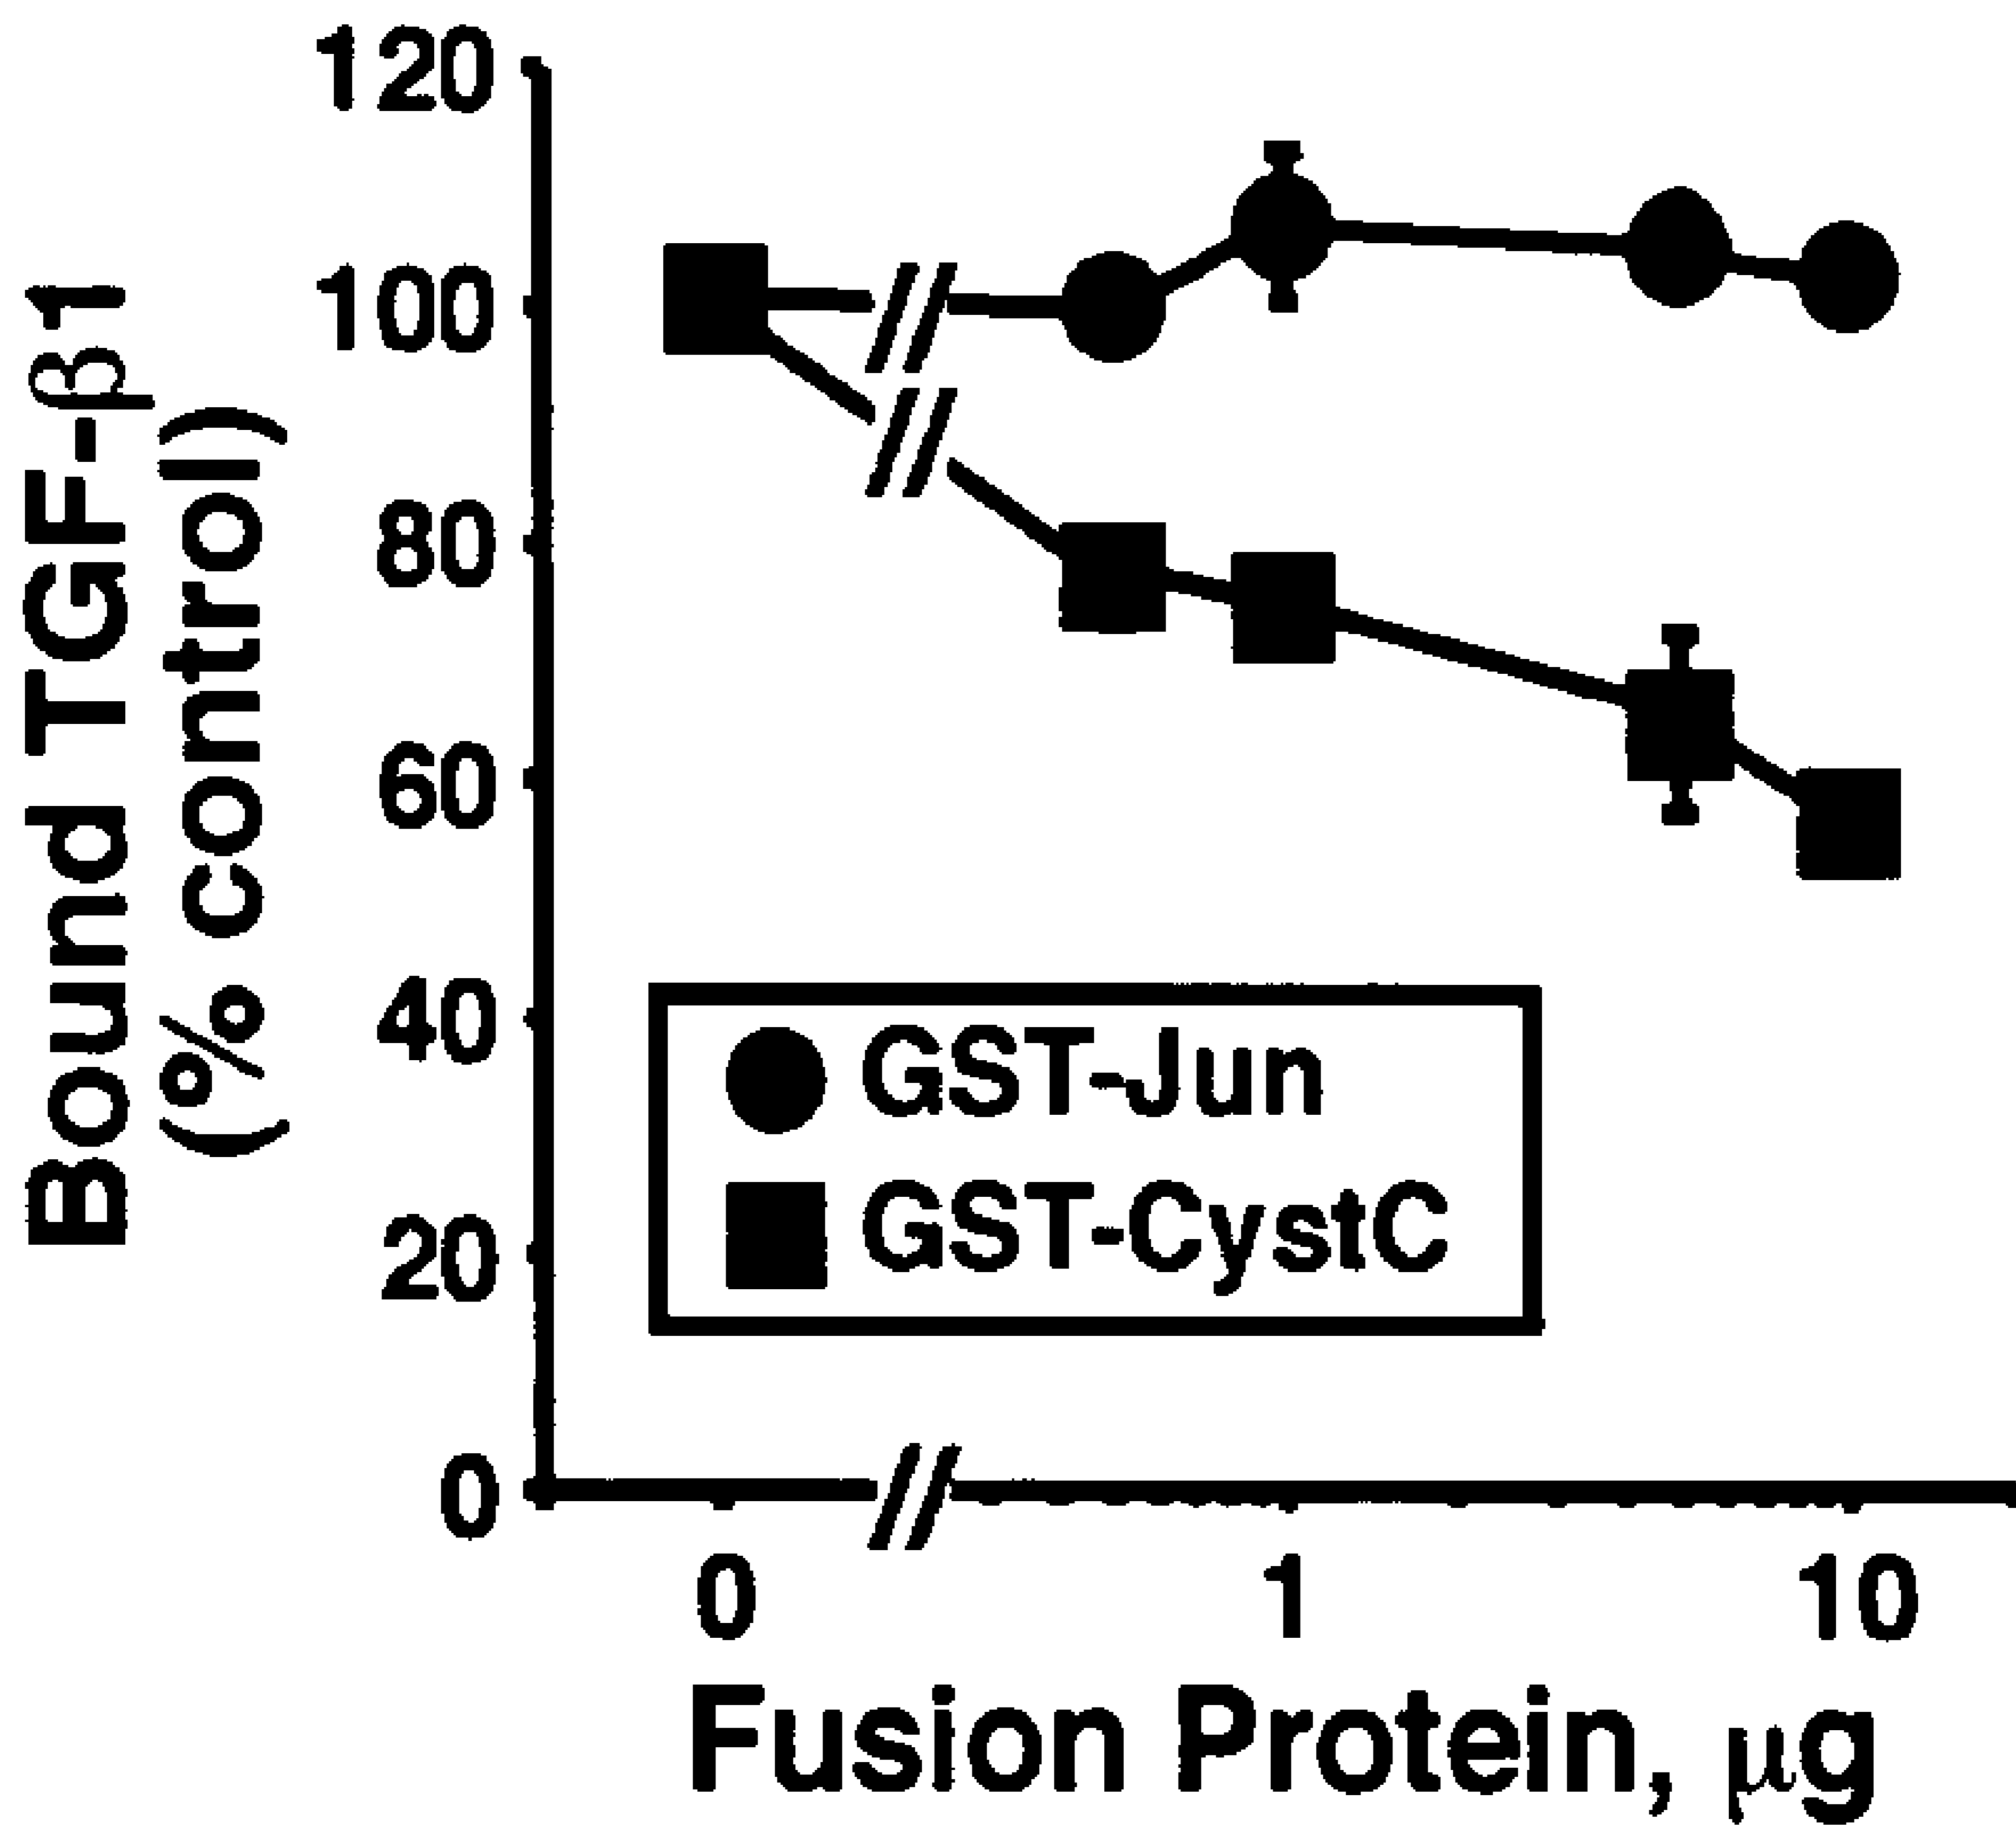 Bound TGF-β1
(% control)
120
100
80
60
40
20
0
GST-Jun
GST-CystC
0 1 10
Fusion Protein, μg